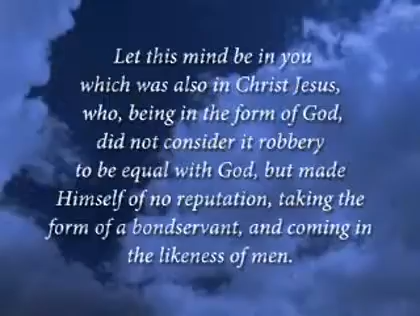 Let this mind be in you
which was also in Christ Jesus,
who, being in the form of God,
did not consider it robbery
to be equal with God, but made
Himself of no reputation, taking the
form of a bondservant, and coming in
the likeness of men.